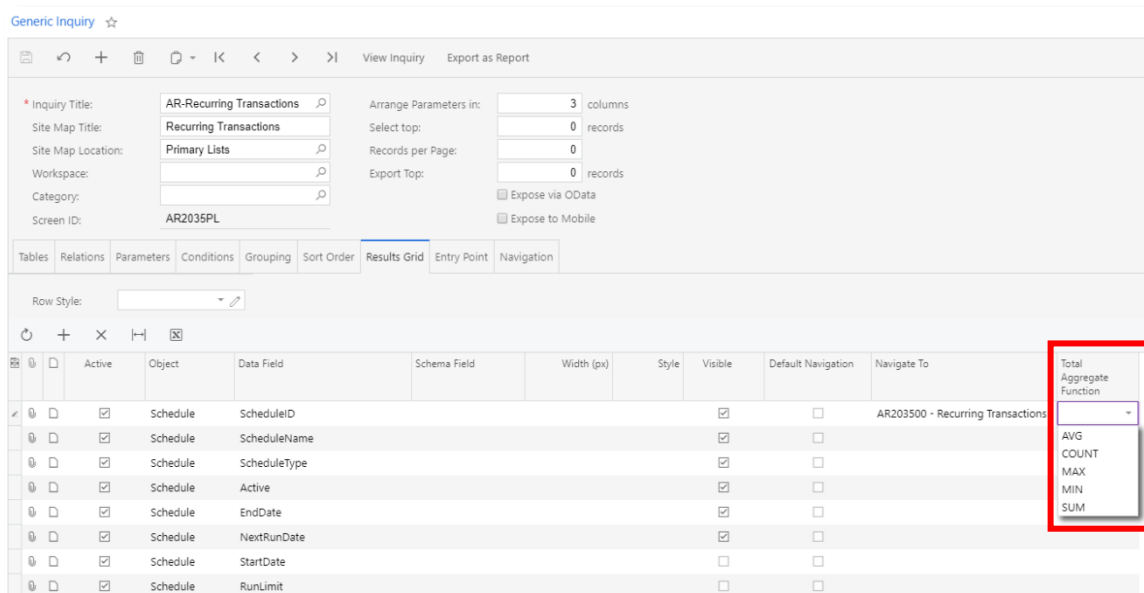 Generic Inquiry
View Inquiry Export as Report
* Inquiry Title: AR-Recurring Transactions Arrange Parameters in: 3 columns
Site Map Title: Recurring Transactions Select top: 0 records
Site Map Location: Primary Lists Records per Page: 0
Workspace: Export Top: 0 records
Category: Expose via OData
Screen ID: AR2035PL Expose to Mobile
Tables Relations Parameters Conditions Grouping Sort Order Results Grid Entry Point Navigation
Row Style:
Active Object Data Field Schema Field Width (px) Style Visible Default Navigation Navigate To Total
Aggregate
Function
Schedule ScheduleID AR203500 - Recurring Transactions
Schedule ScheduleName AVG
COUNT
Schedule ScheduleType MAX
Schedule Active MIN
Schedule EndDate SUM
Schedule NextRunDate
Schedule StartDate
Schedule RunLimit